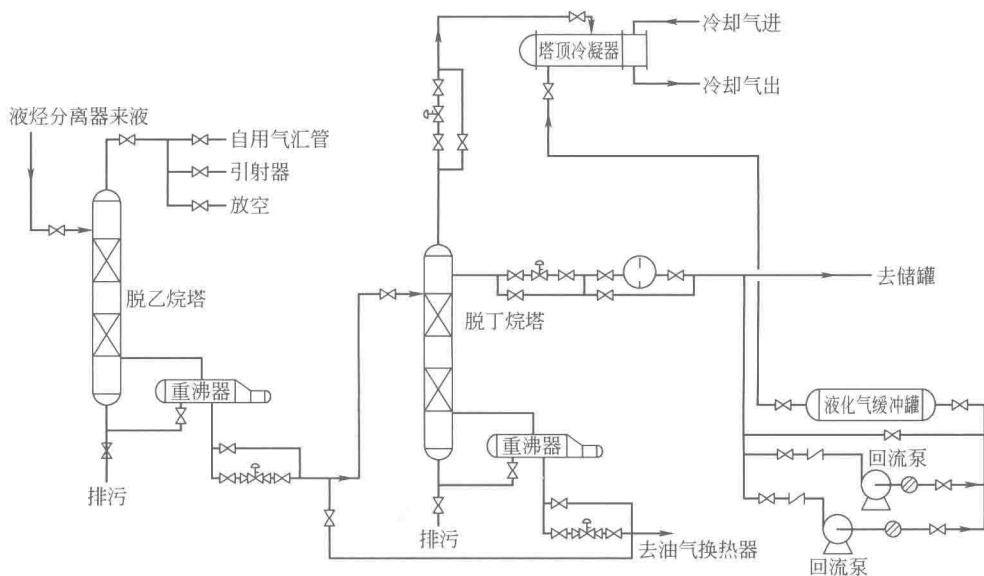 冷却气进
塔顶冷凝器
冷却气出
液烃分离器来液
自用气汇管
引射器
放空
去储罐
脱乙烷塔
脱丁烷塔
重沸器
液化气缓冲罐
重沸器
回流泵
排污
排污
去油气换热器
回流泵